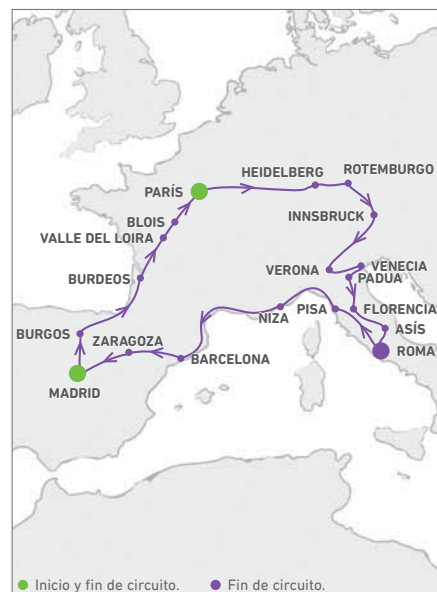 HEIDELBERG
ROTEMBURGO
PARÍS
INNSBRUCK
BLOIS
VALLE DEL LOIRA
VERONA
VENECIA
PADUA
BURDEOS
FLORENCIA
NIZA
PISA
ASÍS
BURGOS
ZARAGOZA
ROMA
BARCELONA
MADRID
Inicio y fin de circuito.
Fin de circuito.